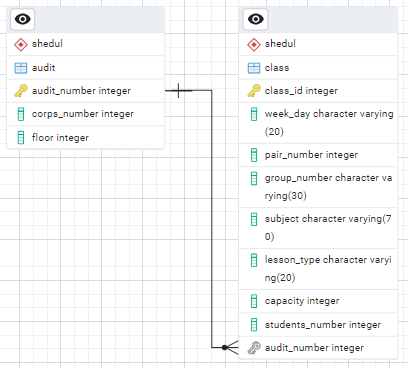 shedul
audit
audit_number integer
corps_number integer
floor integer
shedul
class
class_id integer
week_day character varying
(20)
pair_number integer
group_number character va
rying(30)
subject character varying(7
0)
lesson_type character varyi
ng(20)
capacity integer
students_number integer
audit_number integer